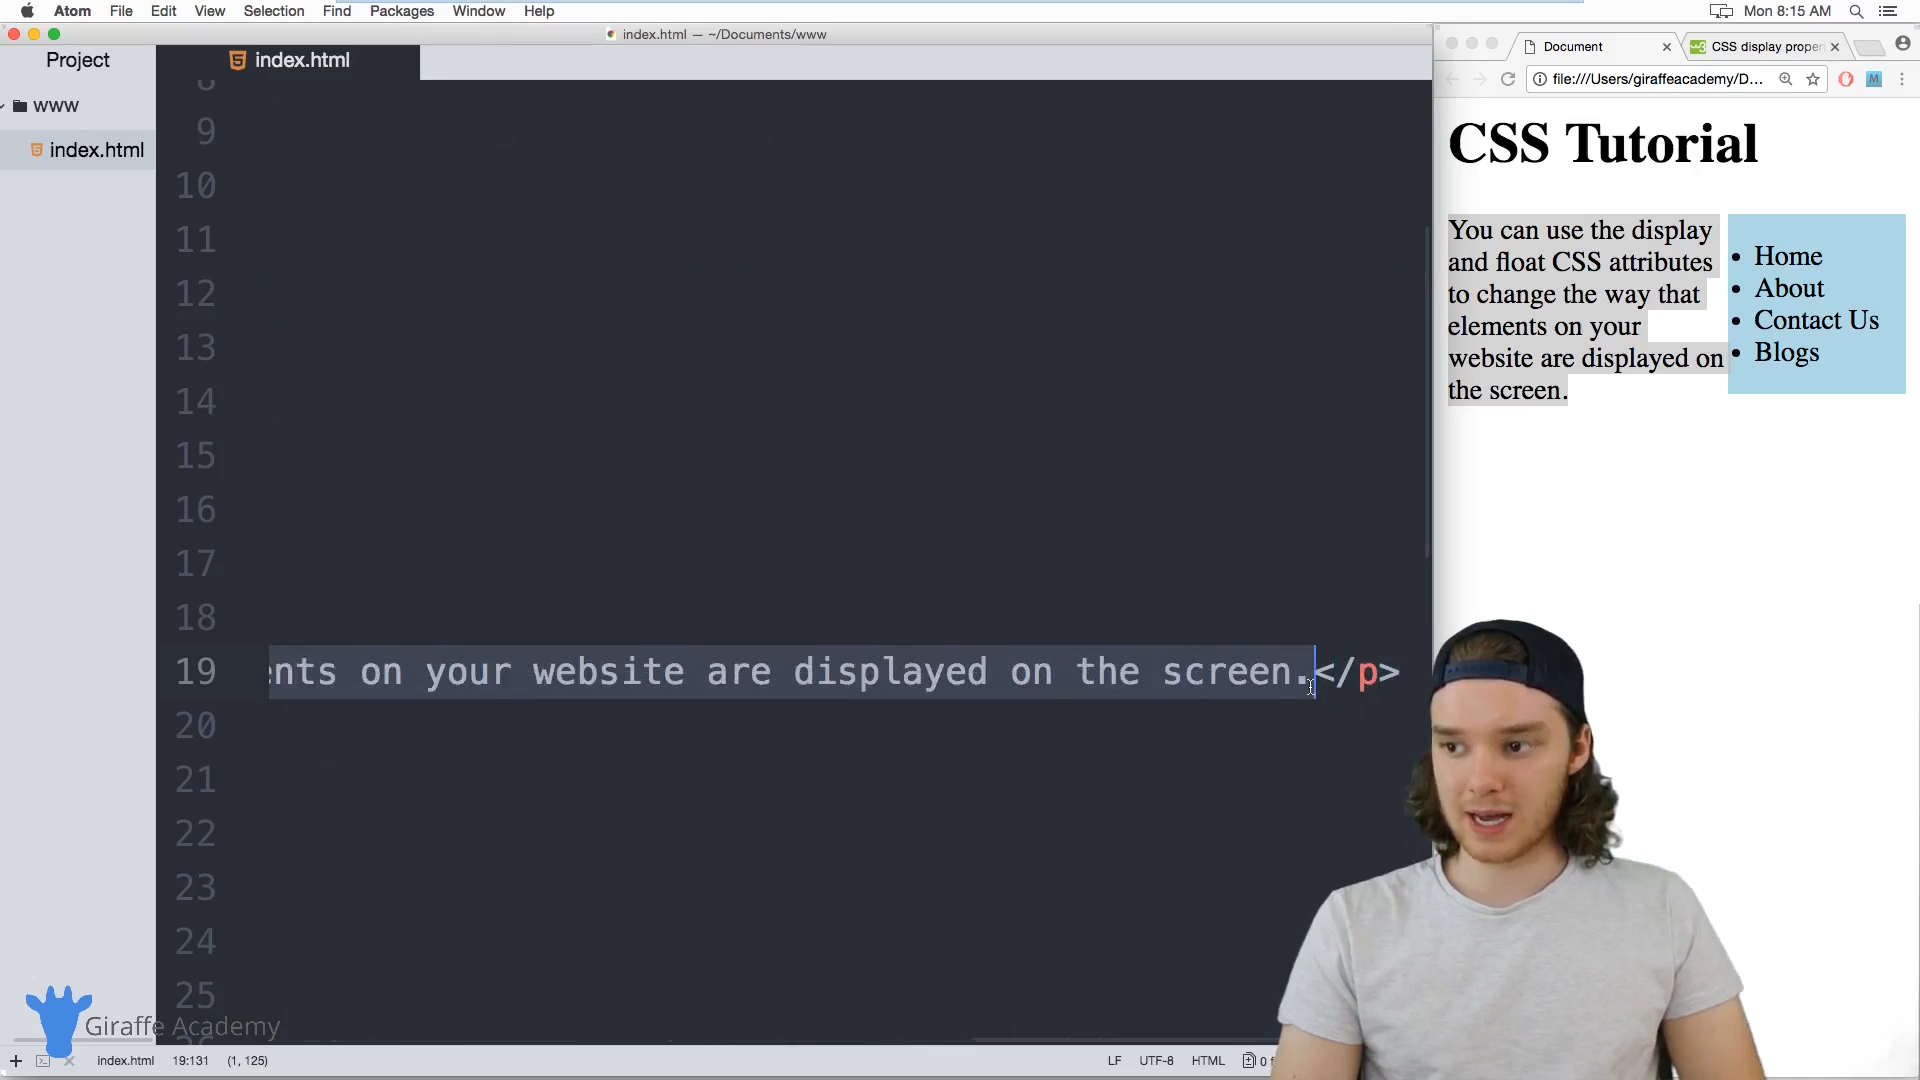 Atom File Edit View Selection Find Packages Window Help
Mon 8:15 AM
index.html — ~/Documents/www
Project
www
index.html
index.html
8
9
10
11
12
13
14
15
16
17
18
19 ents on your website are displayed on the screen.</p>
20
21
22
23
24
25
index.html 19:131 (1, 125)
LF UTF-8 HTML 0 f
Giraffe Academy
Document
CSS display proper
file:///Users/giraffeacademy/D...
M
CSS Tutorial
You can use the display
and float CSS attributes
to change the way that
elements on your
website are displayed on
the screen.
• Home
• About
• Contact Us
• Blogs